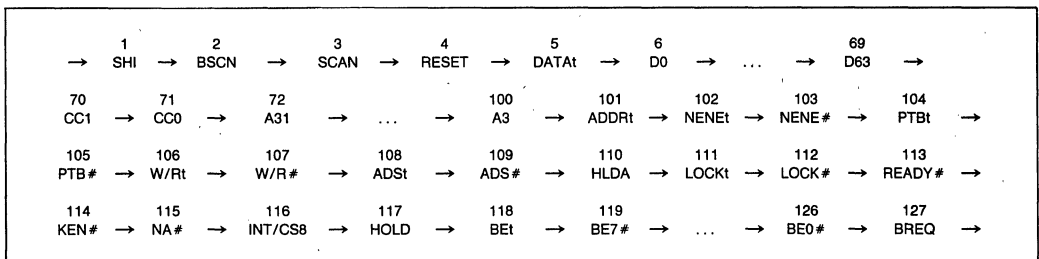 1 2 3 4 5 6 69
→ SHI → BSCN → SCAN → RESET → DATAt → D0 → ... → D63 →
70 71 72 100 101 102 103 104
CC1 → CC0 → A31 → ... → A3 → ADDRt → NENEt → NENE# → PTBt →
105 106 107 108 109 110 111 112 113
PTB# → W/Rt → W/R# → ADSt → ADS# → HLDA → LOCKt → LOCK# → READY# →
114 115 116 117 118 119 126 127
KEN# → NA# → INT/CS8 → HOLD → BEt → BE7# → ... → BE0# → BREQ →